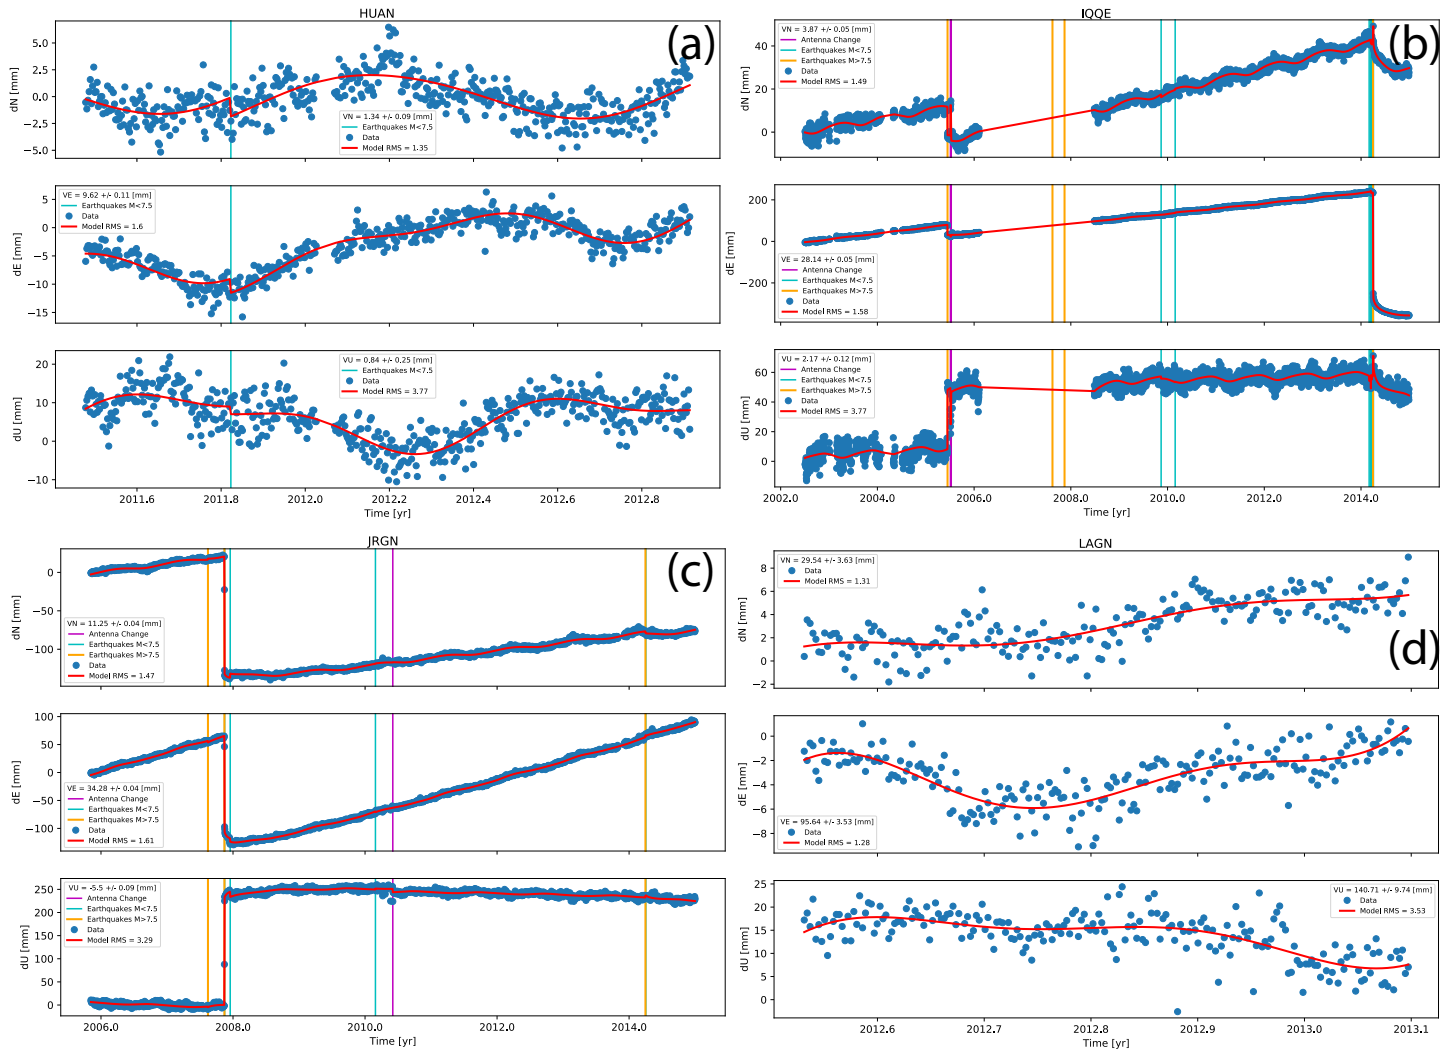 HUAN
(a)
5.0
2.5
0.0
−2.5
−5.0
dN [mm]
VN = 1.34 +/- 0.09 [mm]
Earthquakes M<7.5
Data
Model RMS = 1.35
5
0
−5
−10
−15
dE [mm]
VE = 9.62 +/- 0.11 [mm]
Earthquakes M<7.5
Data
Model RMS = 1.6
20
10
0
−10
dU [mm]
VU = 0.84 +/- 0.25 [mm]
Earthquakes M<7.5
Data
Model RMS = 3.77
2011.6 2011.8 2012.0 2012.2 2012.4 2012.6 2012.8
Time [yr]
IQQE
(b)
40
20
0
dN [mm]
VN = 3.87 +/- 0.05 [mm]
Antenna Change
Earthquakes M<7.5
Earthquakes M>7.5
Data
Model RMS = 1.49
200
0
−200
dE [mm]
VE = 28.14 +/- 0.05 [mm]
Antenna Change
Earthquakes M<7.5
Earthquakes M>7.5
Data
Model RMS = 1.58
60
40
20
0
dU [mm]
VU = 2.17 +/- 0.12 [mm]
Antenna Change
Earthquakes M<7.5
Earthquakes M>7.5
Data
Model RMS = 3.77
2002.0 2004.0 2006.0 2008.0 2010.0 2012.0 2014.0
Time [yr]
JRGN
(c)
0
−50
−100
dN [mm]
VN = 11.25 +/- 0.04 [mm]
Antenna Change
Earthquakes M<7.5
Earthquakes M>7.5
Data
Model RMS = 1.47
100
50
0
−50
−100
dE [mm]
VE = 34.28 +/- 0.04 [mm]
Antenna Change
Earthquakes M<7.5
Earthquakes M>7.5
Data
Model RMS = 1.61
250
200
150
100
50
0
dU [mm]
VU = -5.5 +/- 0.09 [mm]
Antenna Change
Earthquakes M<7.5
Earthquakes M>7.5
Data
Model RMS = 3.29
2006.0 2008.0 2010.0 2012.0 2014.0
Time [yr]
LAGN
(d)
8
6
4
2
0
−2
dN [mm]
VN = 29.54 +/- 3.63 [mm]
Data
Model RMS = 1.31
0
−2
−4
−6
−8
dE [mm]
VE = 95.64 +/- 3.53 [mm]
Data
Model RMS = 1.28
25
20
15
10
5
0
dU [mm]
VU = 140.71 +/- 9.74 [mm]
Data
Model RMS = 3.53
2012.6 2012.7 2012.8 2012.9 2013.0 2013.1
Time [yr]